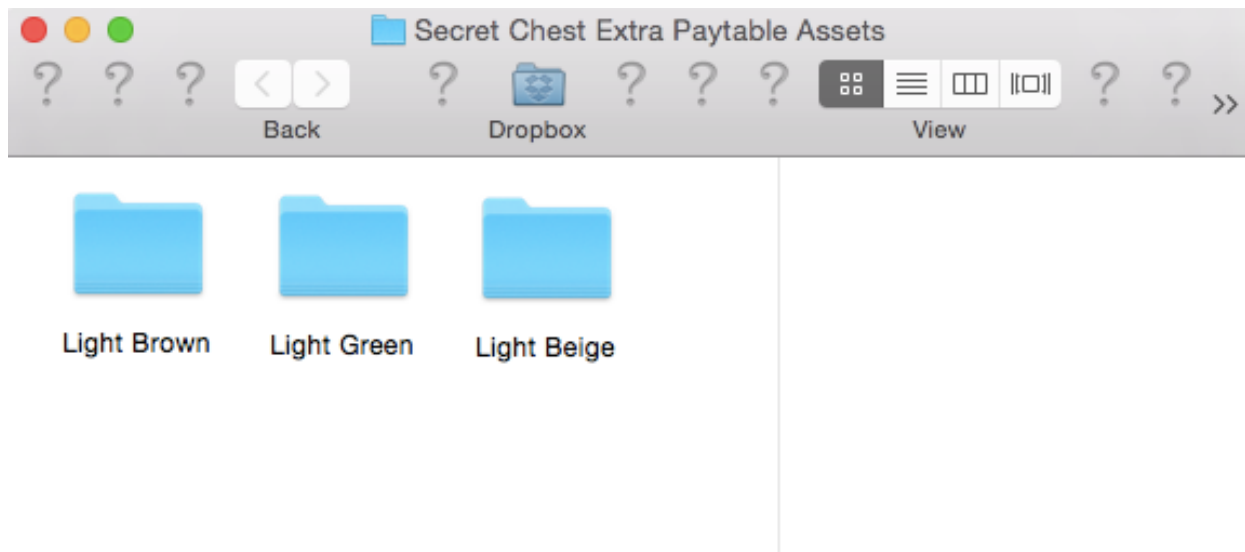 Secret Chest Extra Paytable Assets
? ? ? ? ? ? ? ? ?
Back Dropbox View
Light Brown Light Green Light Beige